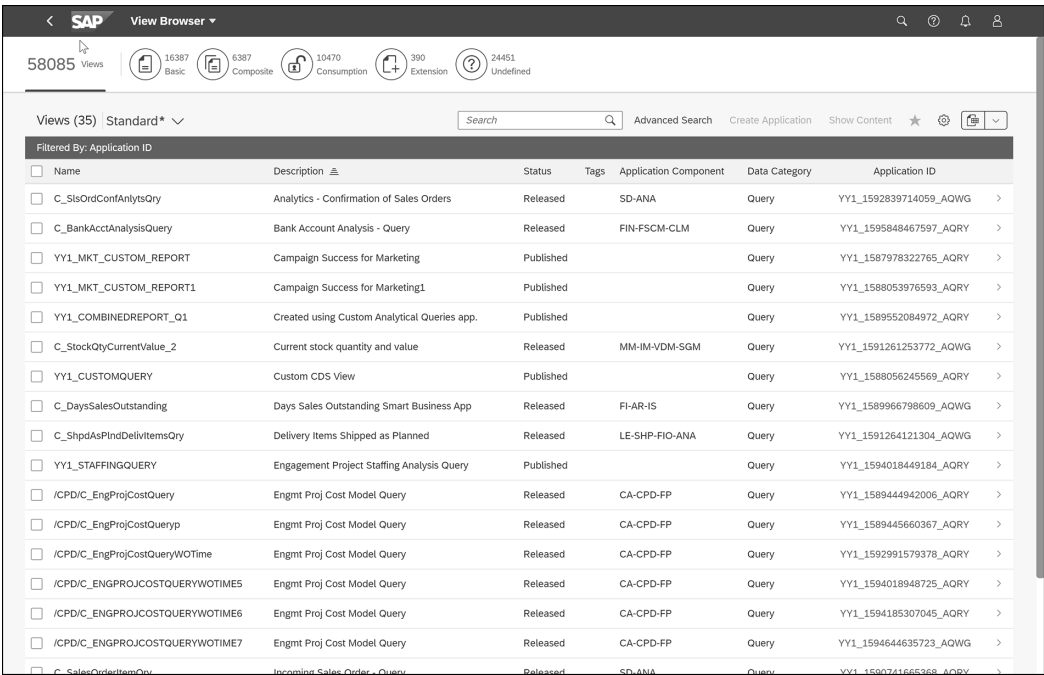 SAP View Browser
58085 Views 16387 Basic 6387 Composite 10470 Consumption 390 Extension 24451 Undefined
Views (35) Standard* Search Advanced Search Create Application Show Content
Filtered By: Application ID
Name Description Status Tags Application Component Data Category Application ID
C_SlsOrdConfAnlytsQry Analytics - Confirmation of Sales Orders Released SD-ANA Query YY1_1592839714059_AQWG
C_BankAcctAnalysisQuery Bank Account Analysis - Query Released FIN-FSCM-CLM Query YY1_1595848467597_AQRY
YY1_MKT_CUSTOM_REPORT Campaign Success for Marketing Published Query YY1_1587978322765_AQRY
YY1_MKT_CUSTOM_REPORT1 Campaign Success for Marketing1 Published Query YY1_1588053976593_AQRY
YY1_COMBINEDREPORT_Q1 Created using Custom Analytical Queries app. Published Query YY1_1589552084972_AQRY
C_StockQtyCurrentValue_2 Current stock quantity and value Released MM-IM-VDM-SGM Query YY1_1591261253772_AQWG
YY1_CUSTOMQUERY Custom CDS View Published Query YY1_1588056245569_AQRY
C_DaysSalesOutstanding Days Sales Outstanding Smart Business App Released FI-AR-IS Query YY1_1589966798609_AQWG
C_ShpdAsPlndDelivItemsQry Delivery Items Shipped as Planned Released LE-SHP-FIO-ANA Query YY1_1591264121304_AQWG
YY1_STAFFINGQUERY Engagement Project Staffing Analysis Query Published Query YY1_1594018449184_AQRY
/CPD/C_EngProjCostQuery Engmt Proj Cost Model Query Released CA-CPD-FP Query YY1_1589444942006_AQRY
/CPD/C_EngProjCostQueryp Engmt Proj Cost Model Query Released CA-CPD-FP Query YY1_1589445660367_AQRY
/CPD/C_EngProjCostQueryWOTime Engmt Proj Cost Model Query Released CA-CPD-FP Query YY1_1592991579378_AQRY
/CPD/C_ENGPROJCOSTQUERYWOTIME5 Engmt Proj Cost Model Query Released CA-CPD-FP Query YY1_1594018948725_AQRY
/CPD/C_ENGPROJCOSTQUERYWOTIME6 Engmt Proj Cost Model Query Released CA-CPD-FP Query YY1_1594185307045_AQRY
/CPD/C_ENGPROJCOSTQUERYWOTIME7 Engmt Proj Cost Model Query Released CA-CPD-FP Query YY1_1594644635723_AQWG
C_SalesOrderItemQry Incoming Sales Order - Query Released SD-ANA Query YY1_1590741665368_AQRY